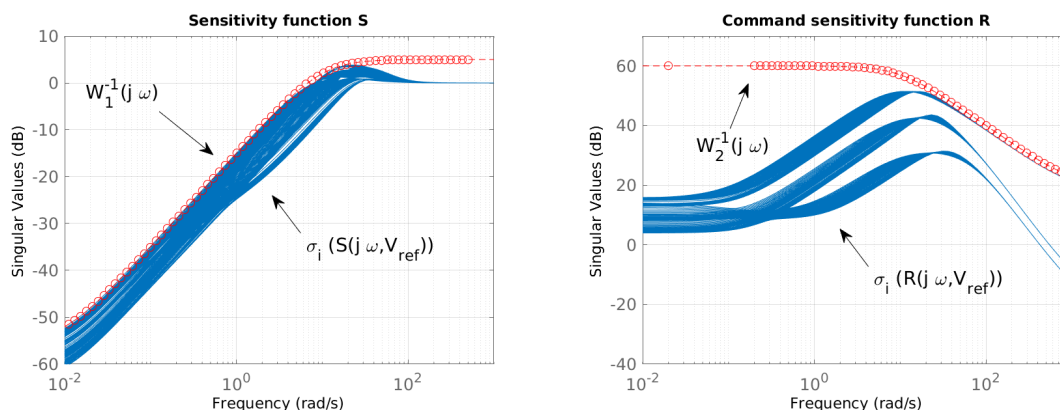 Sensitivity function S
Singular Values (dB)
10
0
-10
-20
-30
-40
-50
-60
W₁⁻¹(j ω)
σᵢ (S(j ω,V_ref))
10⁻² 10⁰ 10²
Frequency (rad/s)
Command sensitivity function R
Singular Values (dB)
60
40
20
0
-20
-40
W₂⁻¹(j ω)
σᵢ (R(j ω,V_ref))
10⁻² 10⁰ 10²
Frequency (rad/s)